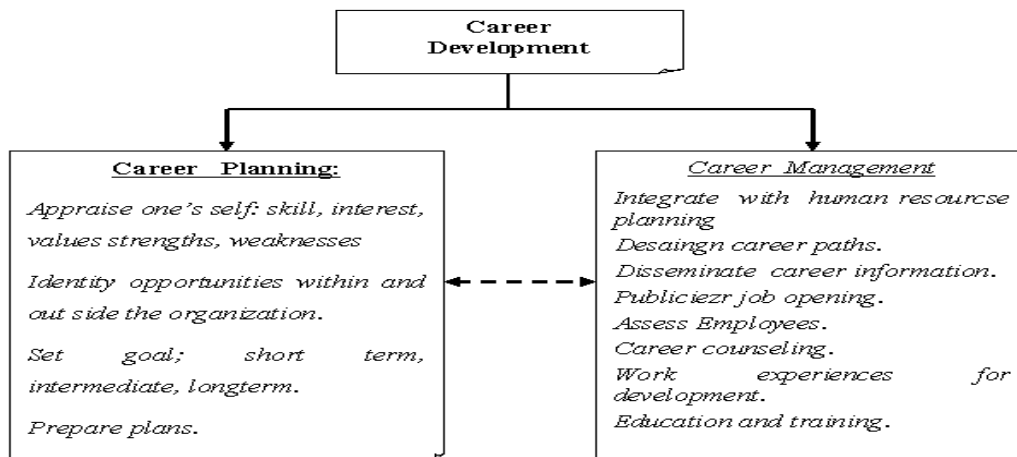 Career
Development
Career Planning:
Appraise one's self: skill, interest,
values strengths, weaknesses
Identity opportunities within and
out side the organization.
Set goal; short term,
intermediate, longterm.
Prepare plans.
Career Management
Integrate with human resourcse
planning
Desaingn career paths.
Disseminate career information.
Publiciezr job opening.
Assess Employees.
Career counseling.
Work experiences for
development.
Education and training.